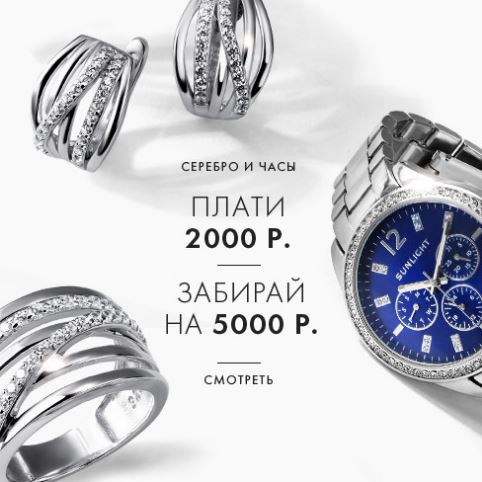 СЕРЕБРО И ЧАСЫ
ПЛАТИ
2000 Р.
ЗАБИРАЙ
НА 5000 Р.
СМОТРЕТЬ
12
SUNLIGHT